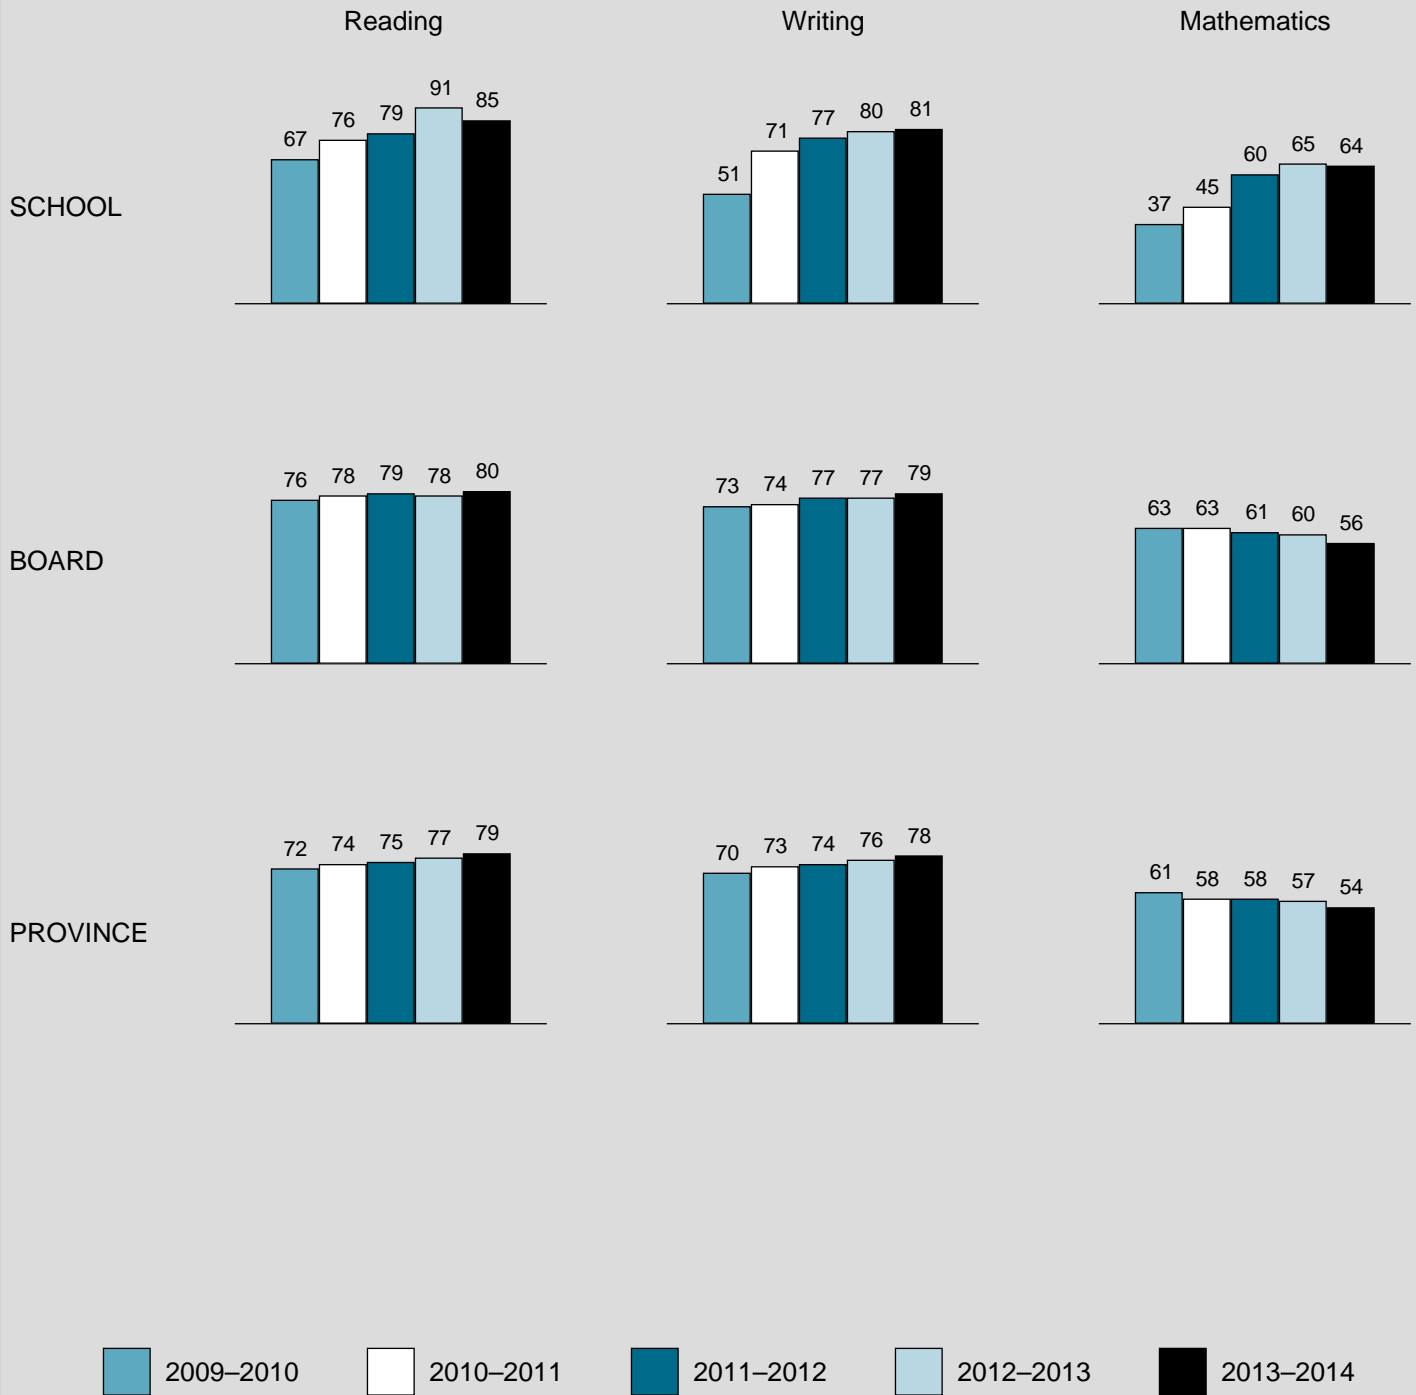 Reading Writing Mathematics
SCHOOL
67 76 79 91 85
51 71 77 80 81
37 45 60 65 64
BOARD
76 78 79 78 80
73 74 77 77 79
63 63 61 60 56
PROVINCE
72 74 75 77 79
70 73 74 76 78
61 58 58 57 54
2009–2010 2010–2011 2011–2012 2012–2013 2013–2014